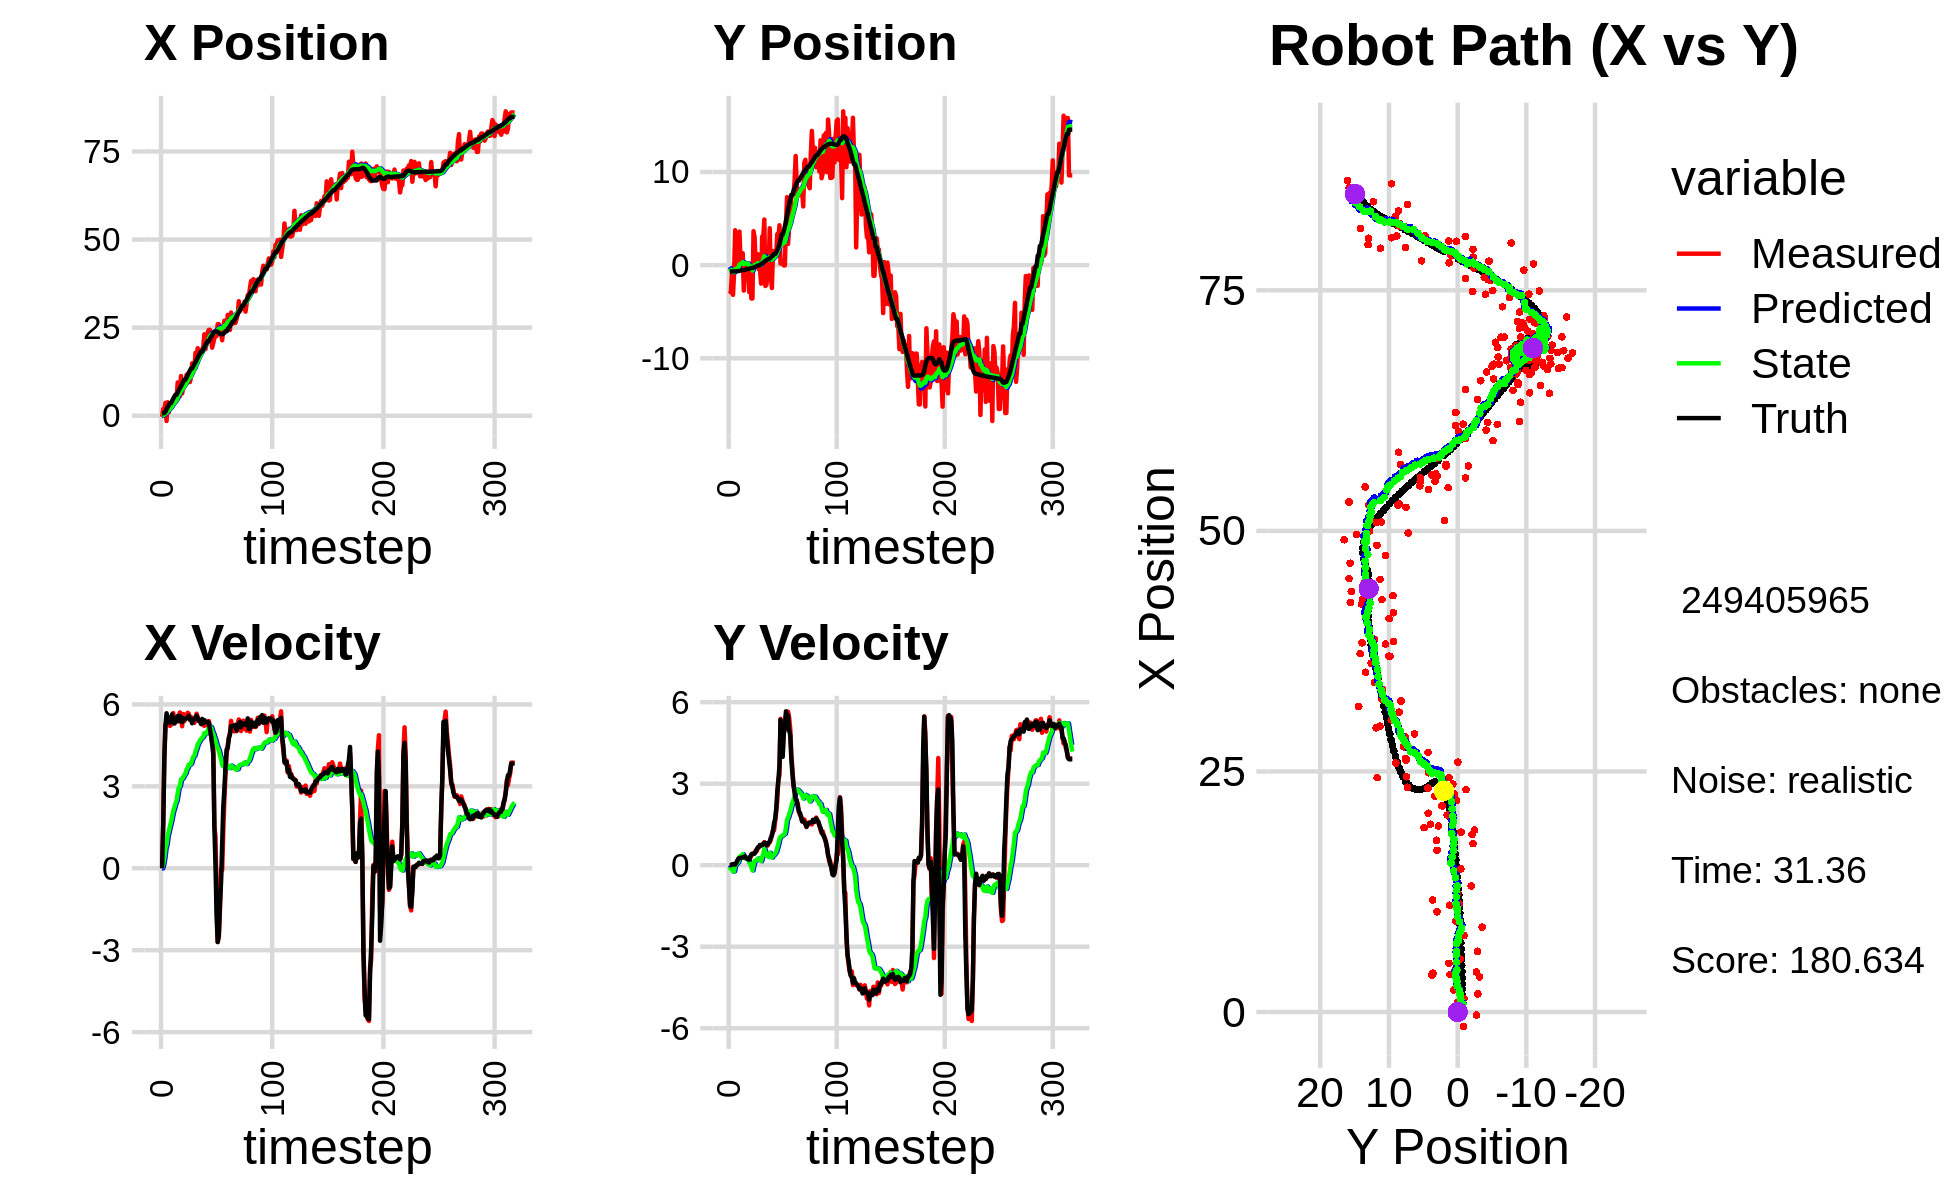 X Position
75
50
25
0
0
100
200
300
timestep
Y Position
10
0
-10
0
100
200
300
timestep
X Velocity
6
3
0
-3
-6
0
100
200
300
timestep
Y Velocity
6
3
0
-3
-6
0
100
200
300
timestep
Robot Path (X vs Y)
X Position
75
50
25
0
20 10 0 -10 -20
Y Position
variable
Measured
Predicted
State
Truth
249405965
Obstacles: none
Noise: realistic
Time: 31.36
Score: 180.634